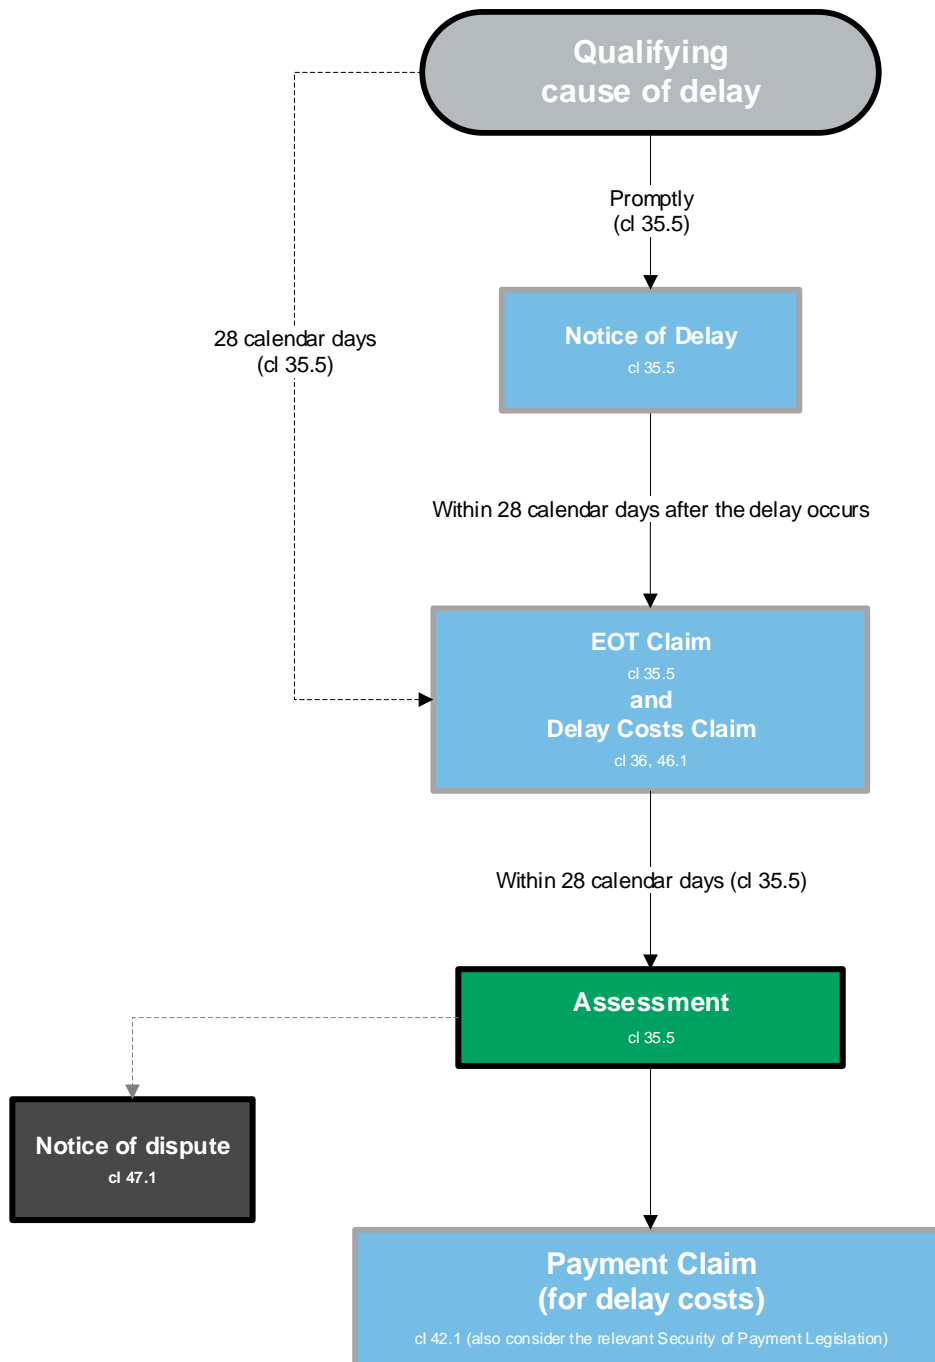 Qualifying
cause of delay
Promptly
(cl 35.5)
28 calendar days
(cl 35.5)
Notice of Delay
cl 35.5
Within 28 calendar days after the delay occurs
EOT Claim
cl 35.5
and
Delay Costs Claim
cl 36, 46.1
Within 28 calendar days (cl 35.5)
Assessment
cl 35.5
Notice of dispute
cl 47.1
Payment Claim
(for delay costs)
cl 42.1 (also consider the relevant Security of Payment Legislation)